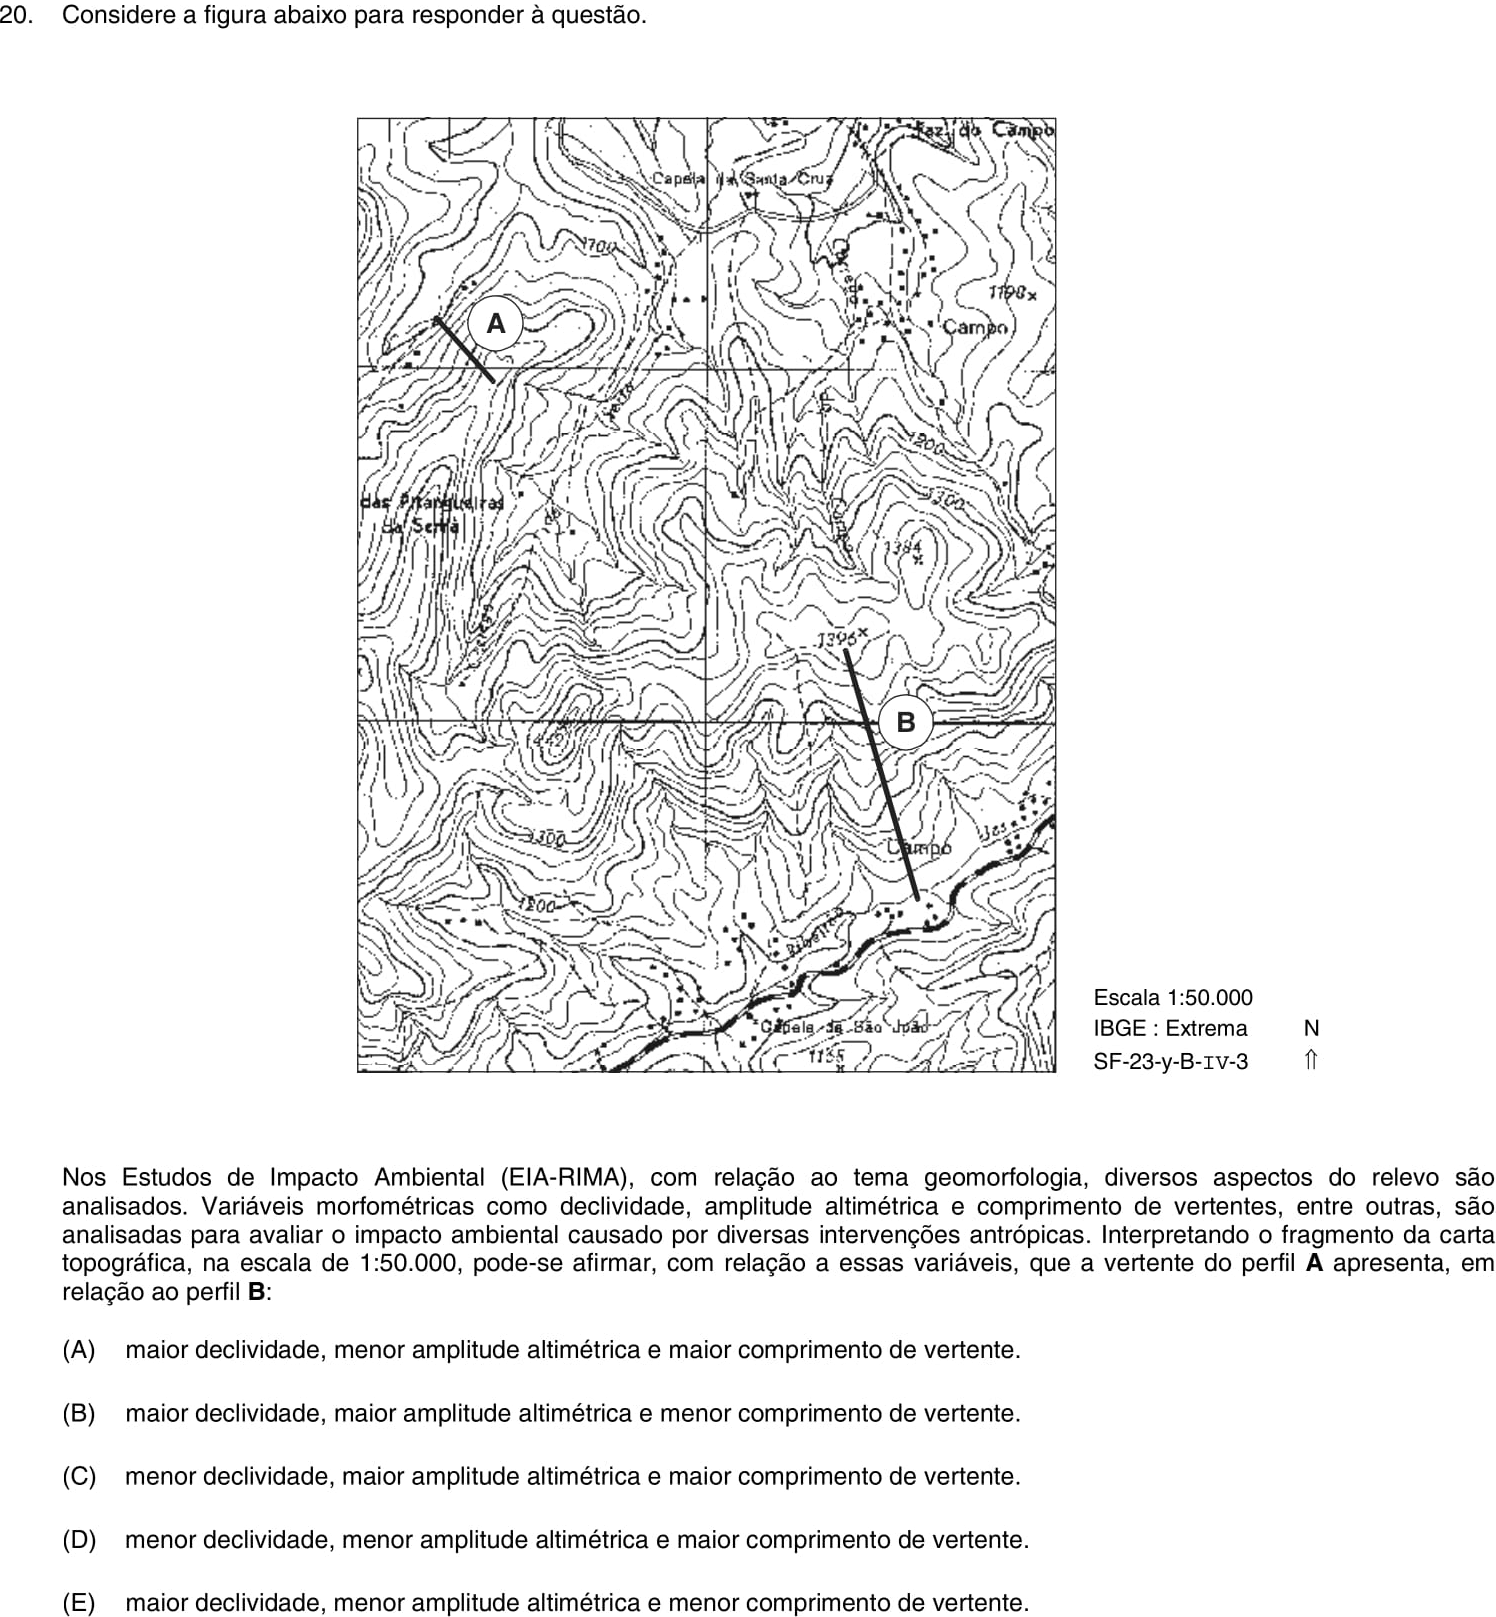 20. Considere a figura abaixo para responder à questão.
Faz. do Campo
Capela de Santa Cruz
1700
A
1198
Campo
1200
1300
das Pitangueiras
da Serra
1384
1396
B
1300
Campo
1200
Ribeirão
Capela de São João
1135
Escala 1:50.000
IBGE : Extrema N
SF-23-y-B-IV-3 ⇑
Nos Estudos de Impacto Ambiental (EIA-RIMA), com relação ao tema geomorfologia, diversos aspectos do relevo são
analisados. Variáveis morfométricas como declividade, amplitude altimétrica e comprimento de vertentes, entre outras, são
analisadas para avaliar o impacto ambiental causado por diversas intervenções antrópicas. Interpretando o fragmento da carta
topográfica, na escala de 1:50.000, pode-se afirmar, com relação a essas variáveis, que a vertente do perfil A apresenta, em
relação ao perfil B:
(A) maior declividade, menor amplitude altimétrica e maior comprimento de vertente.
(B) maior declividade, maior amplitude altimétrica e menor comprimento de vertente.
(C) menor declividade, maior amplitude altimétrica e maior comprimento de vertente.
(D) menor declividade, menor amplitude altimétrica e maior comprimento de vertente.
(E) maior declividade, menor amplitude altimétrica e menor comprimento de vertente.